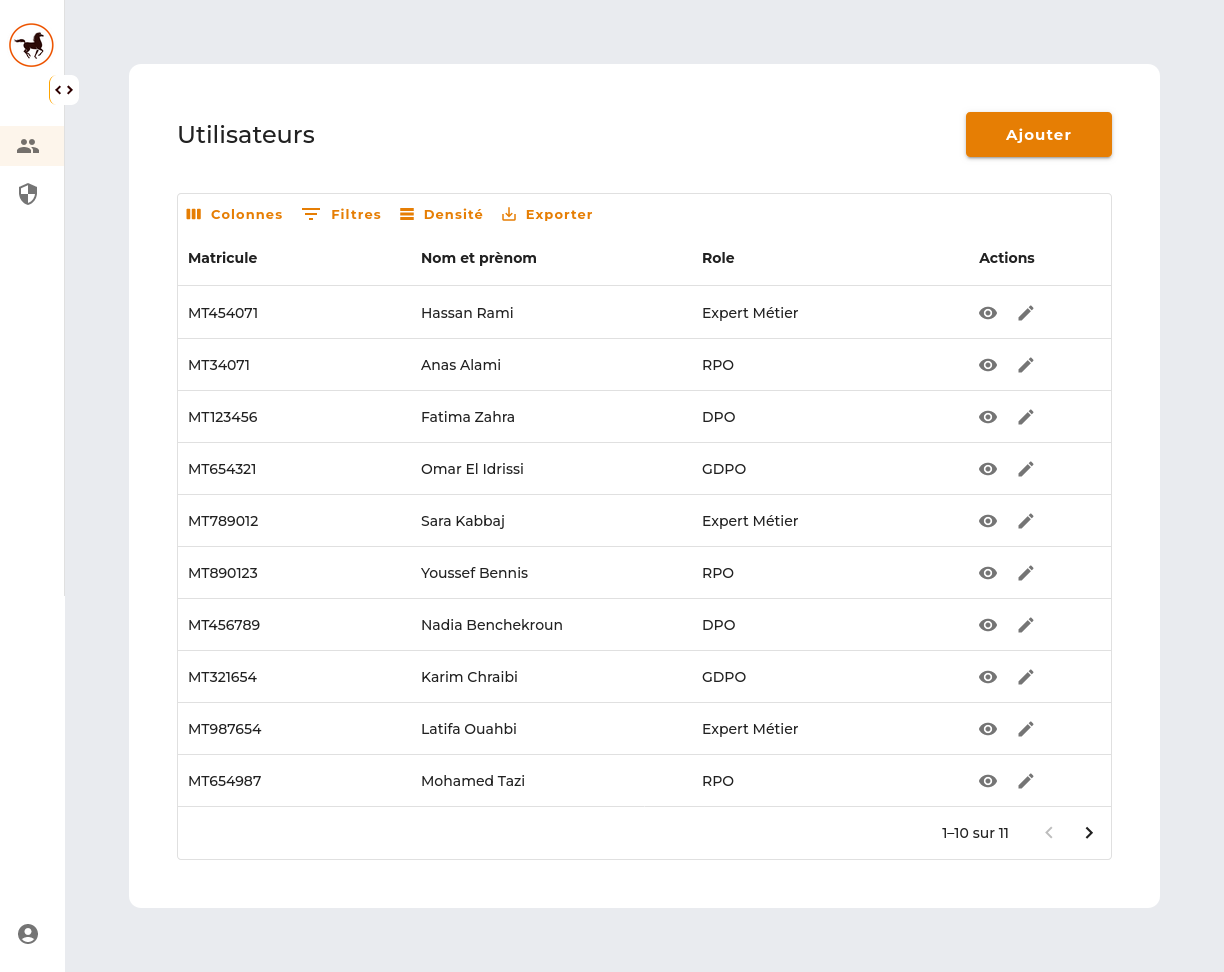 Utilisateurs
Ajouter
Colonnes Filtres Densité Exporter
Matricule Nom et prènom Role Actions
MT454071 Hassan Rami Expert Métier
MT34071 Anas Alami RPO
MT123456 Fatima Zahra DPO
MT654321 Omar El Idrissi GDPO
MT789012 Sara Kabbaj Expert Métier
MT890123 Youssef Bennis RPO
MT456789 Nadia Benchekroun DPO
MT321654 Karim Chraibi GDPO
MT987654 Latifa Ouahbi Expert Métier
MT654987 Mohamed Tazi RPO
1–10 sur 11